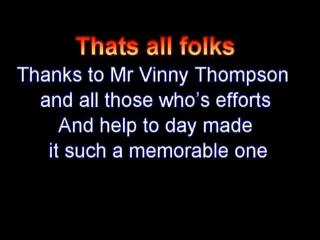 Thats all folks
Thanks to Mr Vinny Thompson
and all those who's efforts
And help to day made
it such a memorable one